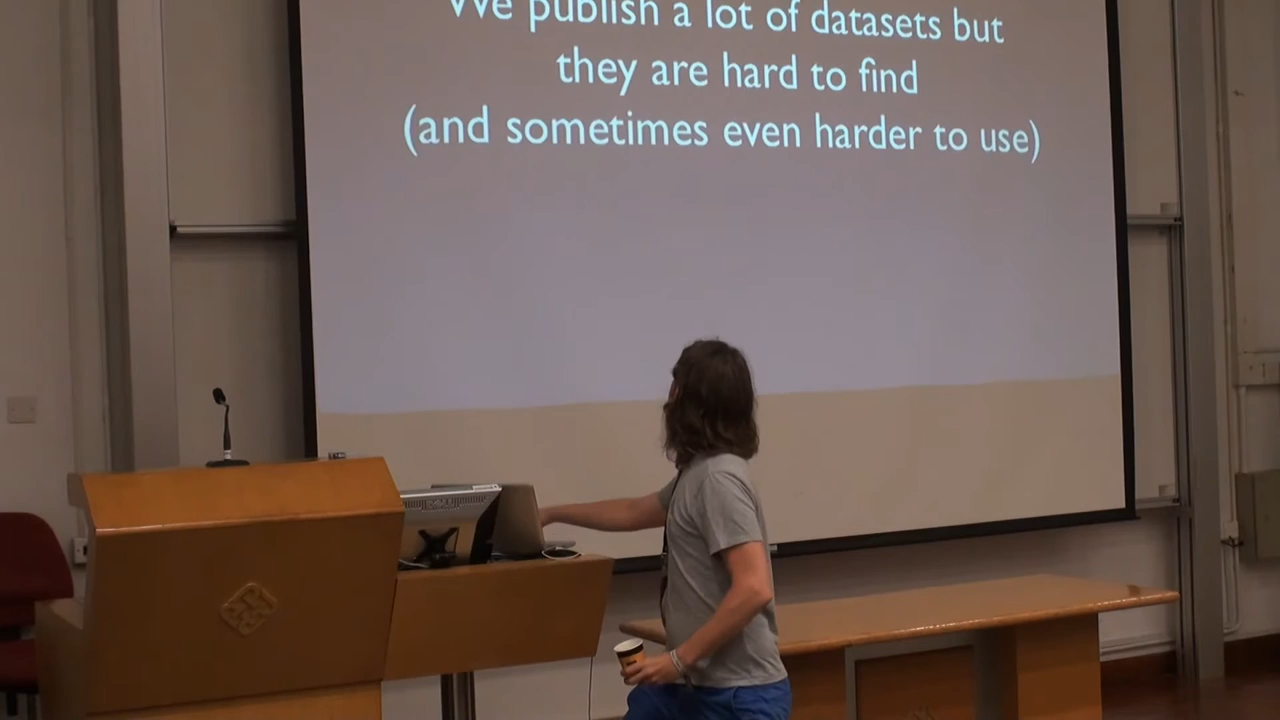 We publish a lot of datasets but
they are hard to find
(and sometimes even harder to use)